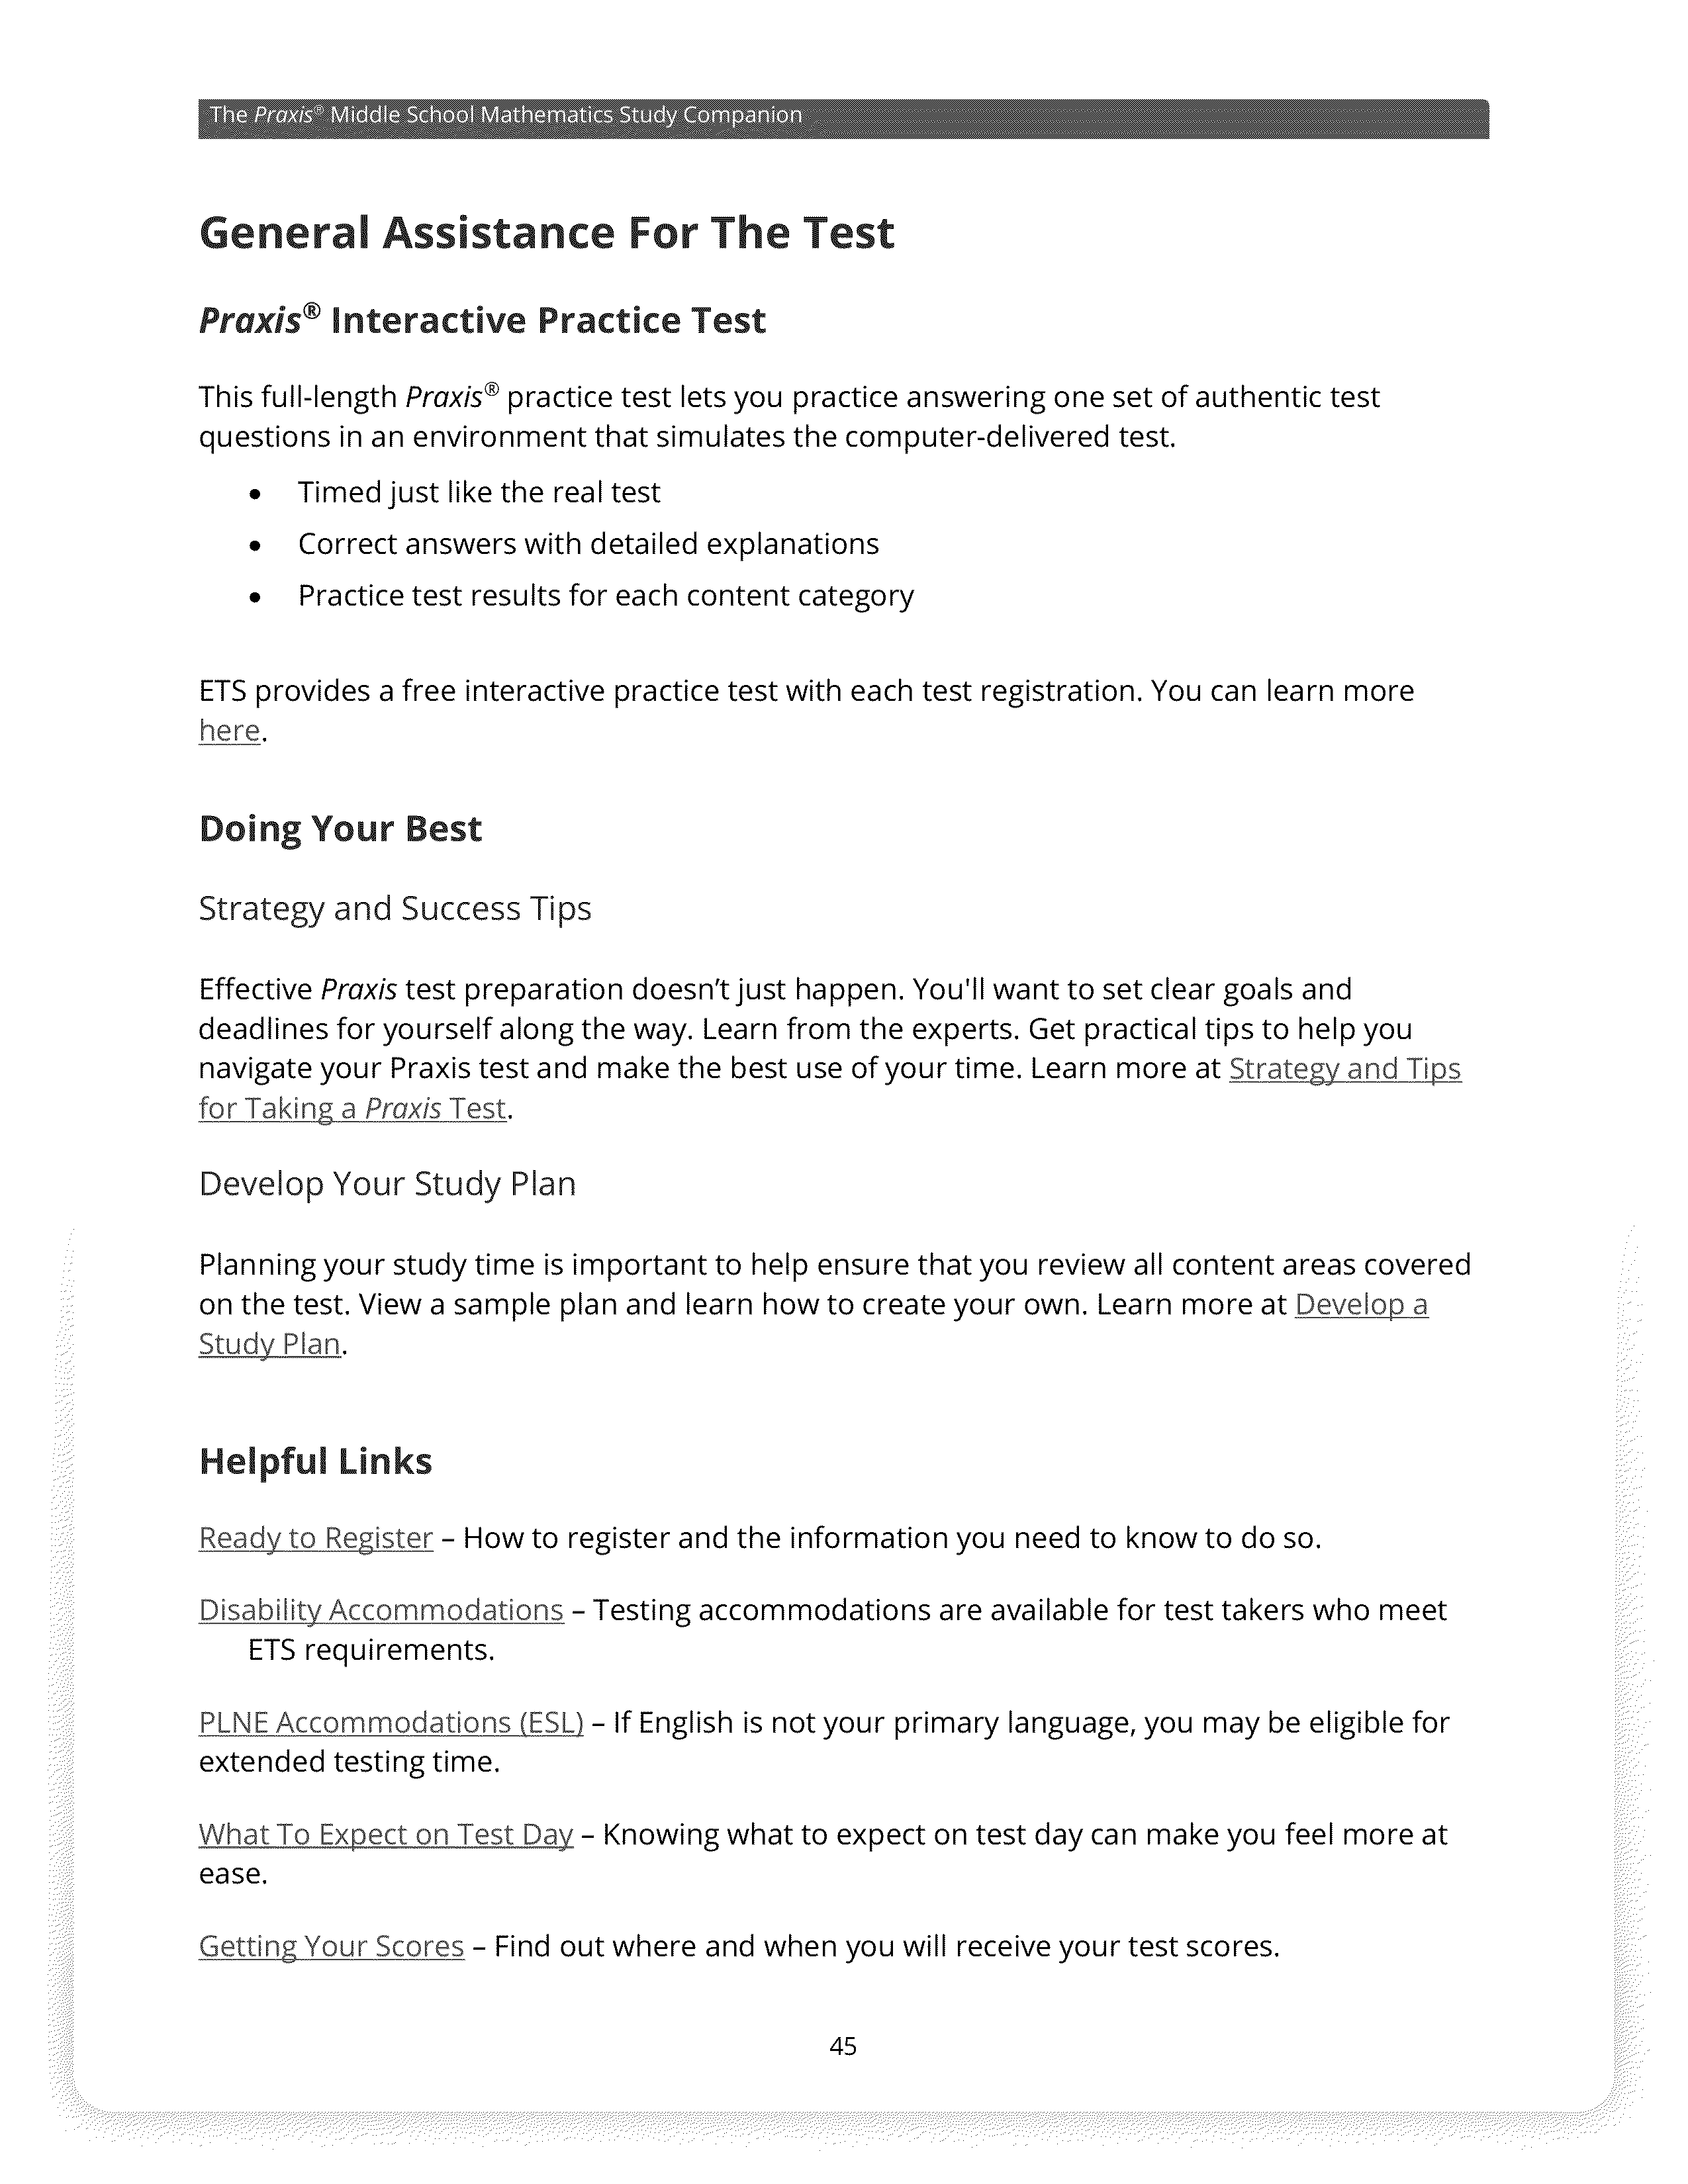 The Praxis® Middle School Mathematics Study Companion
General Assistance For The Test
Praxis® Interactive Practice Test
This full-length Praxis® practice test lets you practice answering one set of authentic test
questions in an environment that simulates the computer-delivered test.
• Timed just like the real test
• Correct answers with detailed explanations
• Practice test results for each content category
ETS provides a free interactive practice test with each test registration. You can learn more
here.
Doing Your Best
Strategy and Success Tips
Effective Praxis test preparation doesn’t just happen. You'll want to set clear goals and
deadlines for yourself along the way. Learn from the experts. Get practical tips to help you
navigate your Praxis test and make the best use of your time. Learn more at Strategy and Tips
for Taking a Praxis Test.
Develop Your Study Plan
Planning your study time is important to help ensure that you review all content areas covered
on the test. View a sample plan and learn how to create your own. Learn more at Develop a
Study Plan.
Helpful Links
Ready to Register – How to register and the information you need to know to do so.
Disability Accommodations – Testing accommodations are available for test takers who meet
ETS requirements.
PLNE Accommodations (ESL) – If English is not your primary language, you may be eligible for
extended testing time.
What To Expect on Test Day – Knowing what to expect on test day can make you feel more at
ease.
Getting Your Scores – Find out where and when you will receive your test scores.
45